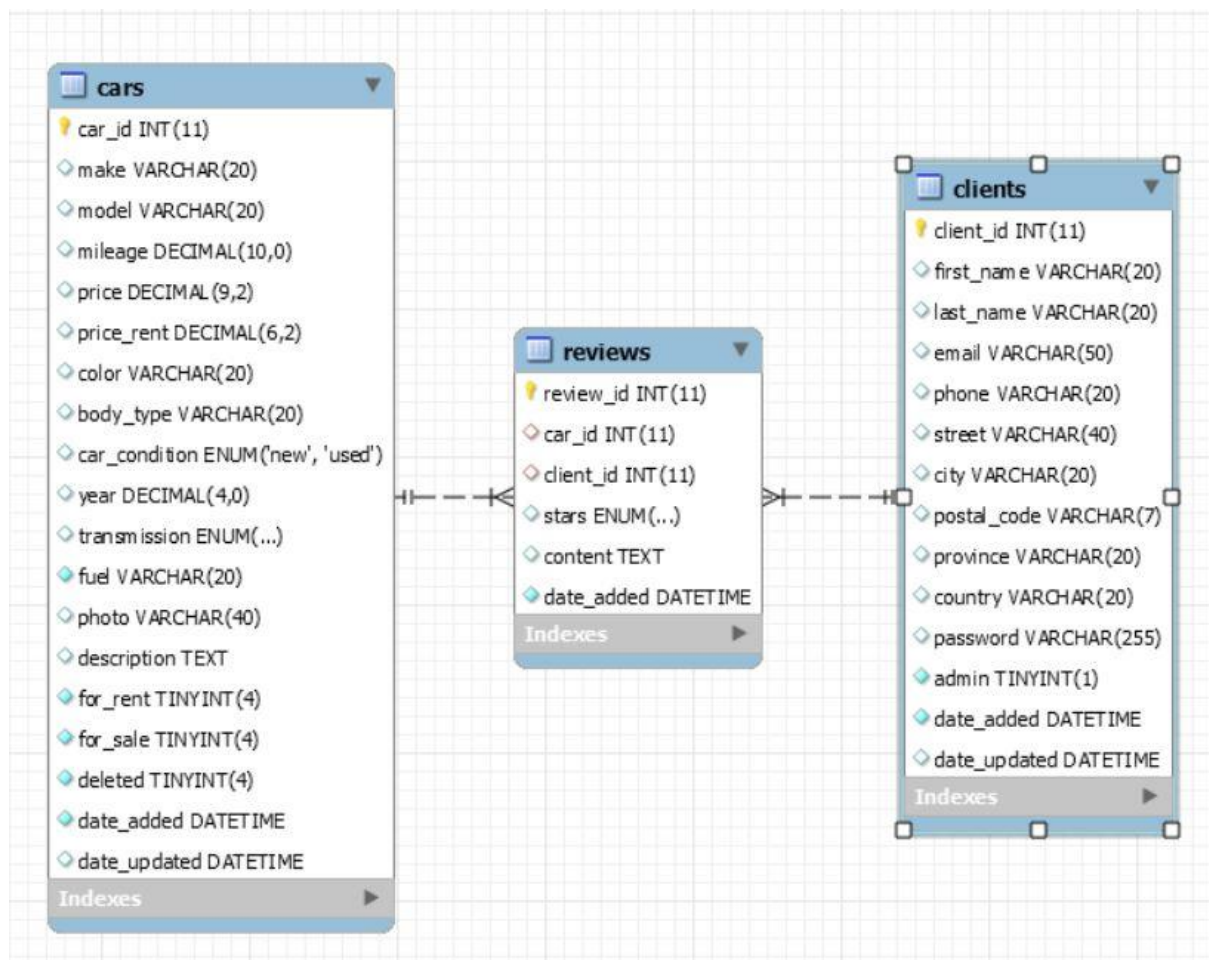 cars
car_id INT(11)
make VARCHAR(20)
model VARCHAR(20)
mileage DECIMAL(10,0)
price DECIMAL(9,2)
price_rent DECIMAL(6,2)
color VARCHAR(20)
body_type VARCHAR(20)
car_condition ENUM('new', 'used')
year DECIMAL(4,0)
transmission ENUM(...)
fuel VARCHAR(20)
photo VARCHAR(40)
description TEXT
for_rent TINYINT(4)
for_sale TINYINT(4)
deleted TINYINT(4)
date_added DATETIME
date_updated DATETIME
Indexes
reviews
review_id INT(11)
car_id INT(11)
client_id INT(11)
stars ENUM(...)
content TEXT
date_added DATETIME
Indexes
clients
client_id INT(11)
first_name VARCHAR(20)
last_name VARCHAR(20)
email VARCHAR(50)
phone VARCHAR(20)
street VARCHAR(40)
city VARCHAR(20)
postal_code VARCHAR(7)
province VARCHAR(20)
country VARCHAR(20)
password VARCHAR(255)
admin TINYINT(1)
date_added DATETIME
date_updated DATETIME
Indexes